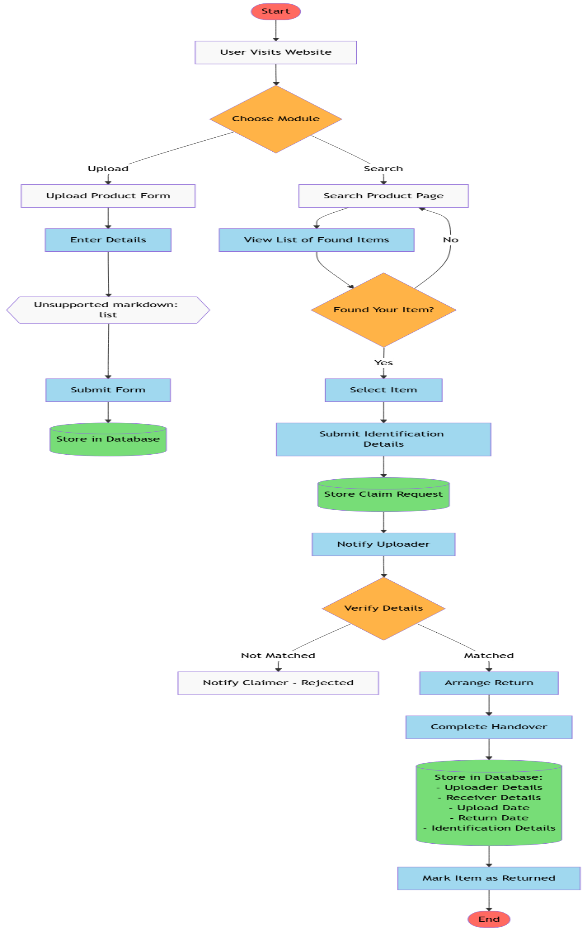 Start
User Visits Website
Choose Module
Upload
Search
Upload Product Form
Search Product Page
Enter Details
View List of Found Items
No
Unsupported markdown:
list
Found Your Item?
Yes
Submit Form
Select Item
Store in Database
Submit Identification
Details
Store Claim Request
Notify Uploader
Verify Details
Not Matched
Matched
Notify Claimer - Rejected
Arrange Return
Complete Handover
Store in Database:
- Uploader Details
- Receiver Details
- Upload Date
- Return Date
- Identification Details
Mark Item as Returned
End